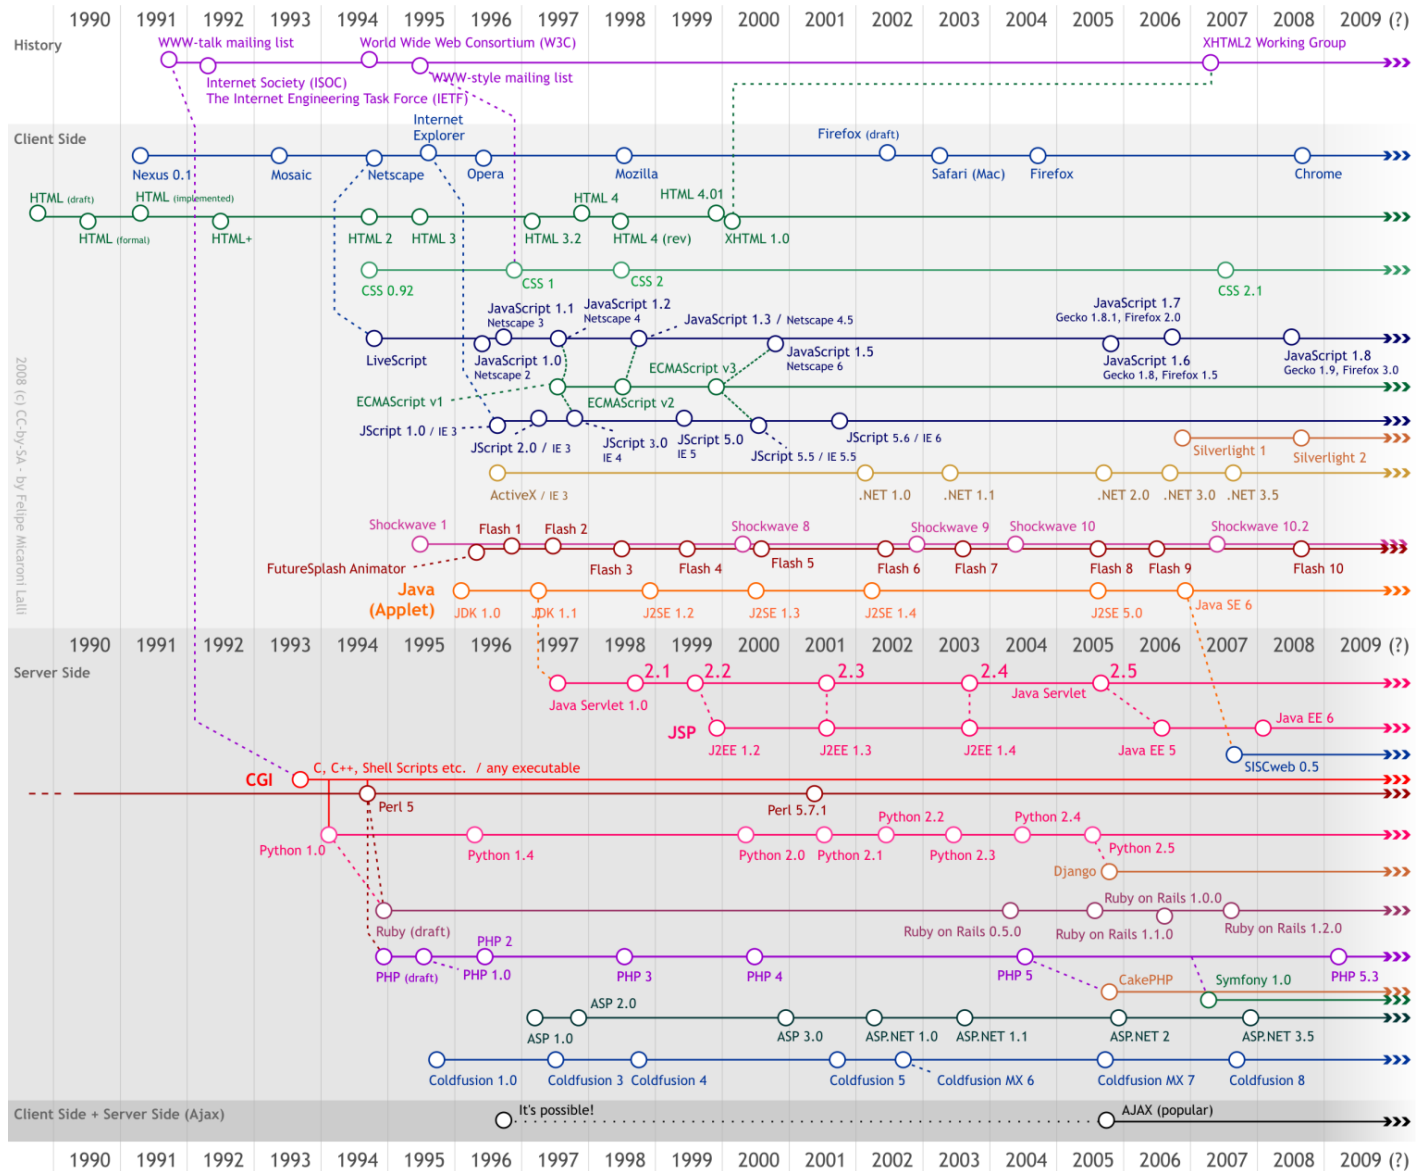 1990 1991 1992 1993 1994 1995 1996 1997 1998 1999 2000 2001 2002 2003 2004 2005 2006 2007 2008 2009 (?)
History
WWW-talk mailing list
World Wide Web Consortium (W3C)
XHTML2 Working Group
Internet Society (ISOC)
The Internet Engineering Task Force (IETF)
WWW-style mailing list
Client Side
Internet
Explorer
Firefox (draft)
Nexus 0.1
Mosaic
Netscape
Opera
Mozilla
Safari (Mac)
Firefox
Chrome
HTML (draft)
HTML (implemented)
HTML 4
HTML 4.01
HTML (formal)
HTML+
HTML 2
HTML 3
HTML 3.2
HTML 4 (rev)
XHTML 1.0
CSS 0.92
CSS 1
CSS 2
CSS 2.1
JavaScript 1.1
Netscape 3
JavaScript 1.2
Netscape 4
JavaScript 1.3 / Netscape 4.5
JavaScript 1.7
Gecko 1.8.1, Firefox 2.0
LiveScript
JavaScript 1.0
Netscape 2
JavaScript 1.5
Netscape 6
JavaScript 1.6
Gecko 1.8, Firefox 1.5
JavaScript 1.8
Gecko 1.9, Firefox 3.0
ECMAScript v3
ECMAScript v1
ECMAScript v2
JScript 1.0 / IE 3
JScript 2.0 / IE 3
JScript 3.0
IE 4
JScript 5.0
IE 5
JScript 5.5 / IE 5.5
JScript 5.6 / IE 6
Silverlight 1
Silverlight 2
ActiveX / IE 3
.NET 1.0
.NET 1.1
.NET 2.0
.NET 3.0
.NET 3.5
Shockwave 1
Flash 1
Flash 2
Shockwave 8
Shockwave 9
Shockwave 10
Shockwave 10.2
FutureSplash Animator
Flash 3
Flash 4
Flash 5
Flash 6
Flash 7
Flash 8
Flash 9
Flash 10
Java
(Applet)
JDK 1.0
JDK 1.1
J2SE 1.2
J2SE 1.3
J2SE 1.4
J2SE 5.0
Java SE 6
2008 (c) CC-by-SA - by Felipe Micaroni Lalli
1990 1991 1992 1993 1994 1995 1996 1997 1998 1999 2000 2001 2002 2003 2004 2005 2006 2007 2008 2009 (?)
Server Side
2.1
2.2
2.3
2.4
2.5
Java Servlet 1.0
Java Servlet
JSP
J2EE 1.2
J2EE 1.3
J2EE 1.4
Java EE 5
Java EE 6
SISCweb 0.5
CGI
C, C++, Shell Scripts etc. / any executable
Perl 5
Perl 5.7.1
Python 1.0
Python 1.4
Python 2.0
Python 2.1
Python 2.2
Python 2.3
Python 2.4
Python 2.5
Django
Ruby (draft)
Ruby on Rails 0.5.0
Ruby on Rails 1.0.0
Ruby on Rails 1.1.0
Ruby on Rails 1.2.0
PHP 2
PHP (draft)
PHP 1.0
PHP 3
PHP 4
PHP 5
PHP 5.3
CakePHP
Symfony 1.0
ASP 2.0
ASP 1.0
ASP 3.0
ASP.NET 1.0
ASP.NET 1.1
ASP.NET 2
ASP.NET 3.5
Coldfusion 1.0
Coldfusion 3
Coldfusion 4
Coldfusion 5
Coldfusion MX 6
Coldfusion MX 7
Coldfusion 8
Client Side + Server Side (Ajax)
It's possible!
AJAX (popular)
1990 1991 1992 1993 1994 1995 1996 1997 1998 1999 2000 2001 2002 2003 2004 2005 2006 2007 2008 2009 (?)